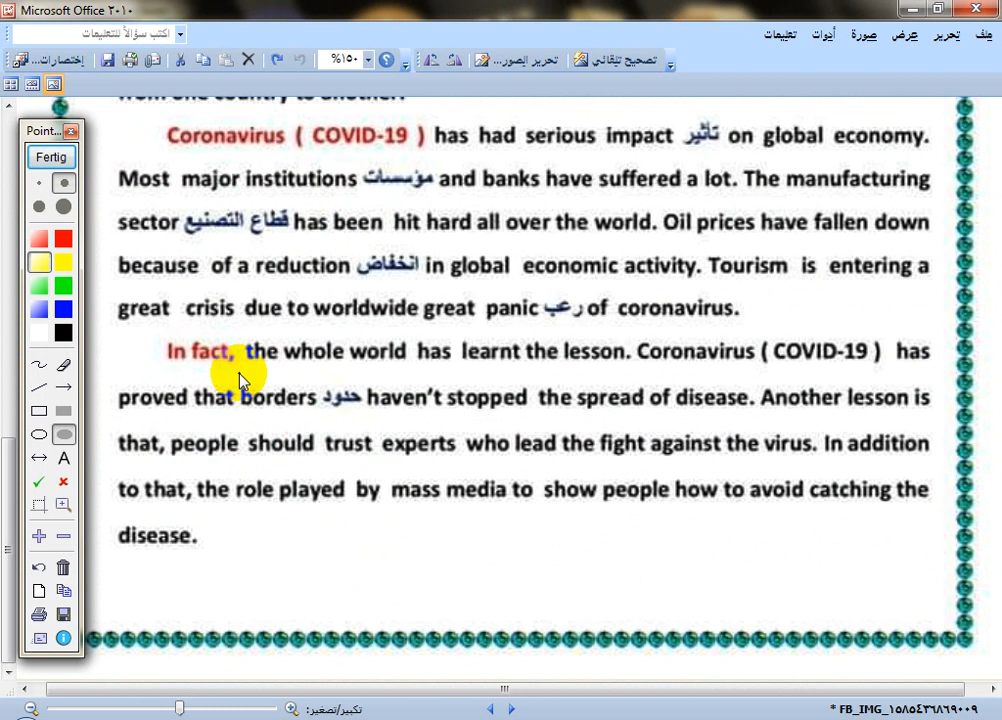 Microsoft Office ٢٠١٠
اكتب سؤالاً للتعليمات
ملف تحرير عرض صورة أدوات تعليمات
إختصارات... %١٥٠ تحرير الصور... تصحيح تلقائي
from one country to another.
Coronavirus ( COVID-19 ) has had serious impact تأثير on global economy.
Most major institutions مؤسسات and banks have suffered a lot. The manufacturing
sector قطاع التصنيع has been hit hard all over the world. Oil prices have fallen down
because of a reduction انخفاض in global economic activity. Tourism is entering a
great crisis due to worldwide great panic رعب of coronavirus.
In fact, the whole world has learnt the lesson. Coronavirus ( COVID-19 ) has
proved that borders حدود haven't stopped the spread of disease. Another lesson is
that, people should trust experts who lead the fight against the virus. In addition
to that, the role played by mass media to show people how to avoid catching the
disease.
Point...
Fertig
A
تكبير/تصغير:
FB_IMG_١٥٨٥٤٣٦٨٦٩٠٠٩ *